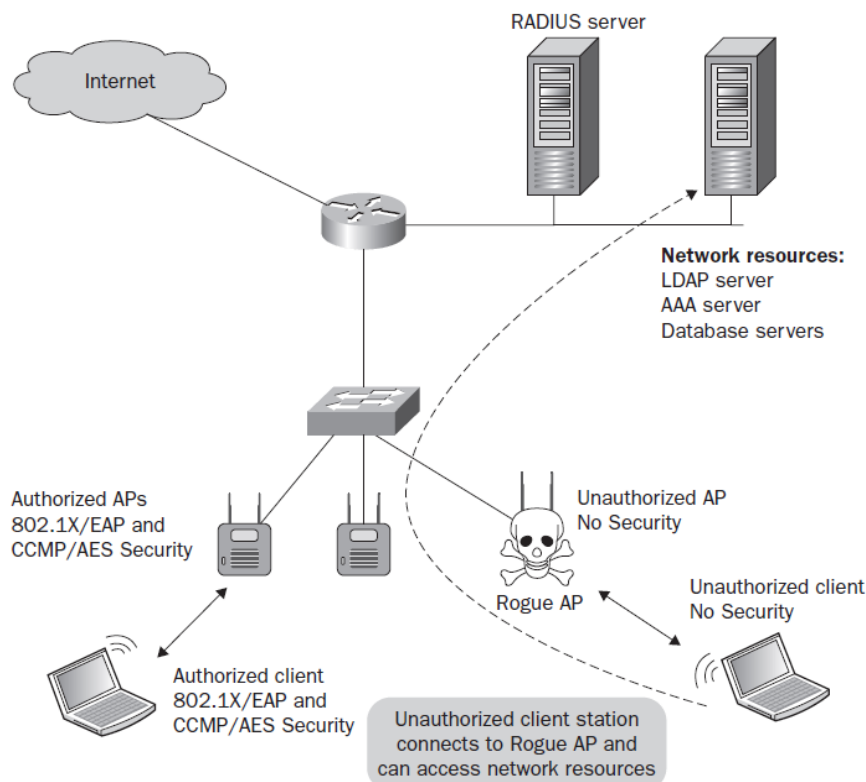 RADIUS server
Internet
Network resources:
LDAP server
AAA server
Database servers
Authorized APs
802.1X/EAP and
CCMP/AES Security
Unauthorized AP
No Security
Rogue AP
Unauthorized client
No Security
Authorized client
802.1X/EAP and
CCMP/AES Security
Unauthorized client station
connects to Rogue AP and
can access network resources